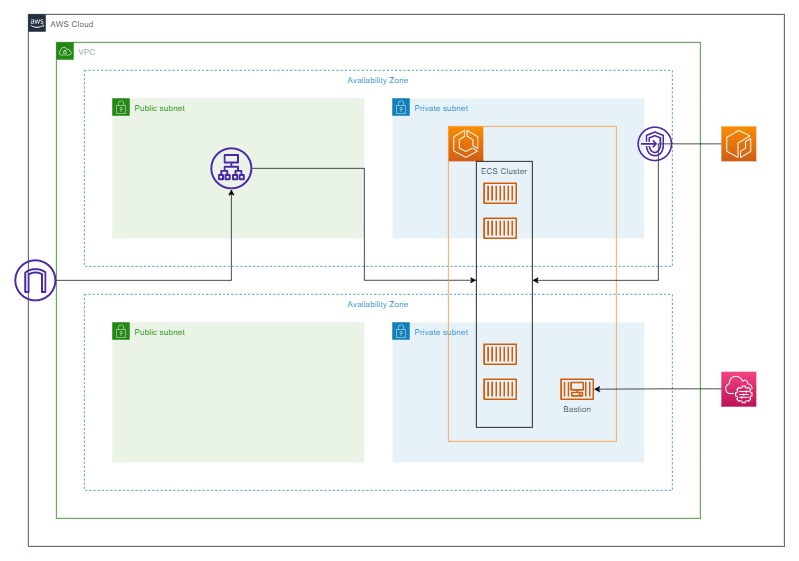 aws
AWS Cloud
VPC
Availability Zone
Public subnet
Private subnet
ECS Cluster
Availability Zone
Public subnet
Private subnet
Bastion